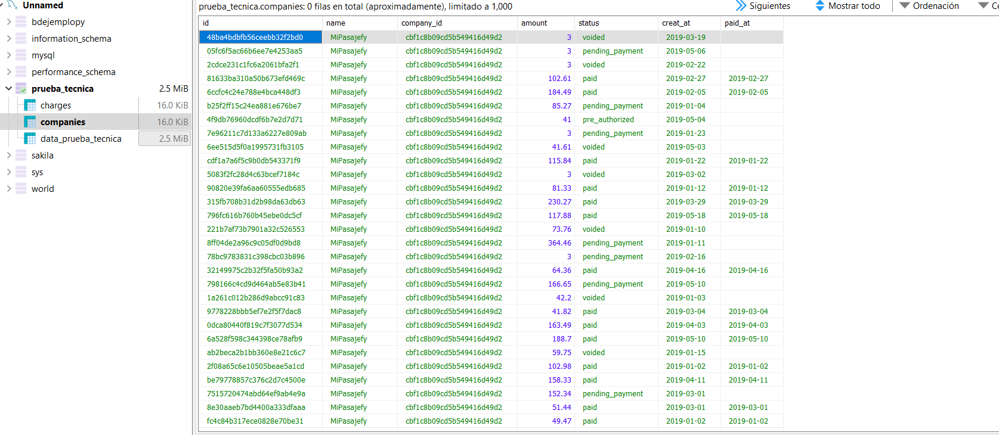 Unnamed
bdejemplopy
information_schema
mysql
performance_schema
prueba_tecnica 2.5 MiB
charges 16.0 KiB
companies 16.0 KiB
data_prueba_tecnica 2.5 MiB
sakila
sys
world
prueba_tecnica.companies: 0 filas en total (aproximadamente), limitado a 1,000
Siguientes Mostrar todo Ordenación Co
id name company_id amount status creat_at paid_at
48ba4bdbfb56ceebb32f2bd0 MiPasajefy cbf1c8b09cd5b549416d49d2 3 voided 2019-03-19
05fc6f5ac66b6ee7e4253aa5 MiPasajefy cbf1c8b09cd5b549416d49d2 3 pending_payment 2019-05-06
2cdce231c1fc6a2061bfa2f1 MiPasajefy cbf1c8b09cd5b549416d49d2 3 voided 2019-02-22
81633ba310a50b673efd469c MiPasajefy cbf1c8b09cd5b549416d49d2 102.61 paid 2019-02-27 2019-02-27
6ccfc4c24e788e4bca448df3 MiPasajefy cbf1c8b09cd5b549416d49d2 184.49 paid 2019-02-05 2019-02-05
b25f2ff15c24ea881e676be7 MiPasajefy cbf1c8b09cd5b549416d49d2 85.27 pending_payment 2019-01-04
4f9db76960dcdf6b7e2d7d71 MiPasajefy cbf1c8b09cd5b549416d49d2 41 pre_authorized 2019-05-04
7e96211c7d133a6227e809ab MiPasajefy cbf1c8b09cd5b549416d49d2 3 pending_payment 2019-01-23
6ee515d5f0a1995731fb3105 MiPasajefy cbf1c8b09cd5b549416d49d2 41.61 voided 2019-05-03
cdf1a7a6f5c9b0db543371f9 MiPasajefy cbf1c8b09cd5b549416d49d2 115.84 paid 2019-01-22 2019-01-22
5083f2fc28d4c63bcef7184c MiPasajefy cbf1c8b09cd5b549416d49d2 3 voided 2019-03-02
90820e39fa6aa60555edb685 MiPasajefy cbf1c8b09cd5b549416d49d2 81.33 paid 2019-01-12 2019-01-12
315fb708b31d2b98da63db63 MiPasajefy cbf1c8b09cd5b549416d49d2 230.27 paid 2019-03-29 2019-03-29
796fc616b760b45ebe0dc5cf MiPasajefy cbf1c8b09cd5b549416d49d2 117.88 paid 2019-05-18 2019-05-18
221b7af73b7901a32c526553 MiPasajefy cbf1c8b09cd5b549416d49d2 73.76 voided 2019-01-10
8ff04de2a96c9c05df0d9bd8 MiPasajefy cbf1c8b09cd5b549416d49d2 364.46 pending_payment 2019-01-11
78bc9783831c398cbc03b896 MiPasajefy cbf1c8b09cd5b549416d49d2 3 pending_payment 2019-02-16
32149975c2b32f5fa50b93a2 MiPasajefy cbf1c8b09cd5b549416d49d2 64.36 paid 2019-04-16 2019-04-16
798166c4cd9d464ab5e83b41 MiPasajefy cbf1c8b09cd5b549416d49d2 166.65 pending_payment 2019-05-10
1a261c012b286d9abcc91c83 MiPasajefy cbf1c8b09cd5b549416d49d2 42.2 voided 2019-01-03
9778228bbb5ef7e2f5f7dac8 MiPasajefy cbf1c8b09cd5b549416d49d2 41.82 paid 2019-03-04 2019-03-04
0dca80440f819c7f3077d534 MiPasajefy cbf1c8b09cd5b549416d49d2 163.49 paid 2019-04-03 2019-04-03
6a528f598c344398ce78afb9 MiPasajefy cbf1c8b09cd5b549416d49d2 188.7 paid 2019-05-10 2019-05-10
ab2beca2b1bb360e8e21c6c7 MiPasajefy cbf1c8b09cd5b549416d49d2 59.75 voided 2019-01-15
2f08a65c6e10505beae5a1cd MiPasajefy cbf1c8b09cd5b549416d49d2 102.98 paid 2019-01-02 2019-01-02
be79778857c376c2d7c4500e MiPasajefy cbf1c8b09cd5b549416d49d2 158.33 paid 2019-04-11 2019-04-11
7515720474abd64ef9ab4e9a MiPasajefy cbf1c8b09cd5b549416d49d2 152.34 pending_payment 2019-03-01
8e30aaeb7bd4400a333dfaaa MiPasajefy cbf1c8b09cd5b549416d49d2 51.44 paid 2019-03-01 2019-03-01
fc4c84b317ece0828e70be31 MiPasajefy cbf1c8b09cd5b549416d49d2 49.47 paid 2019-01-02 2019-01-02